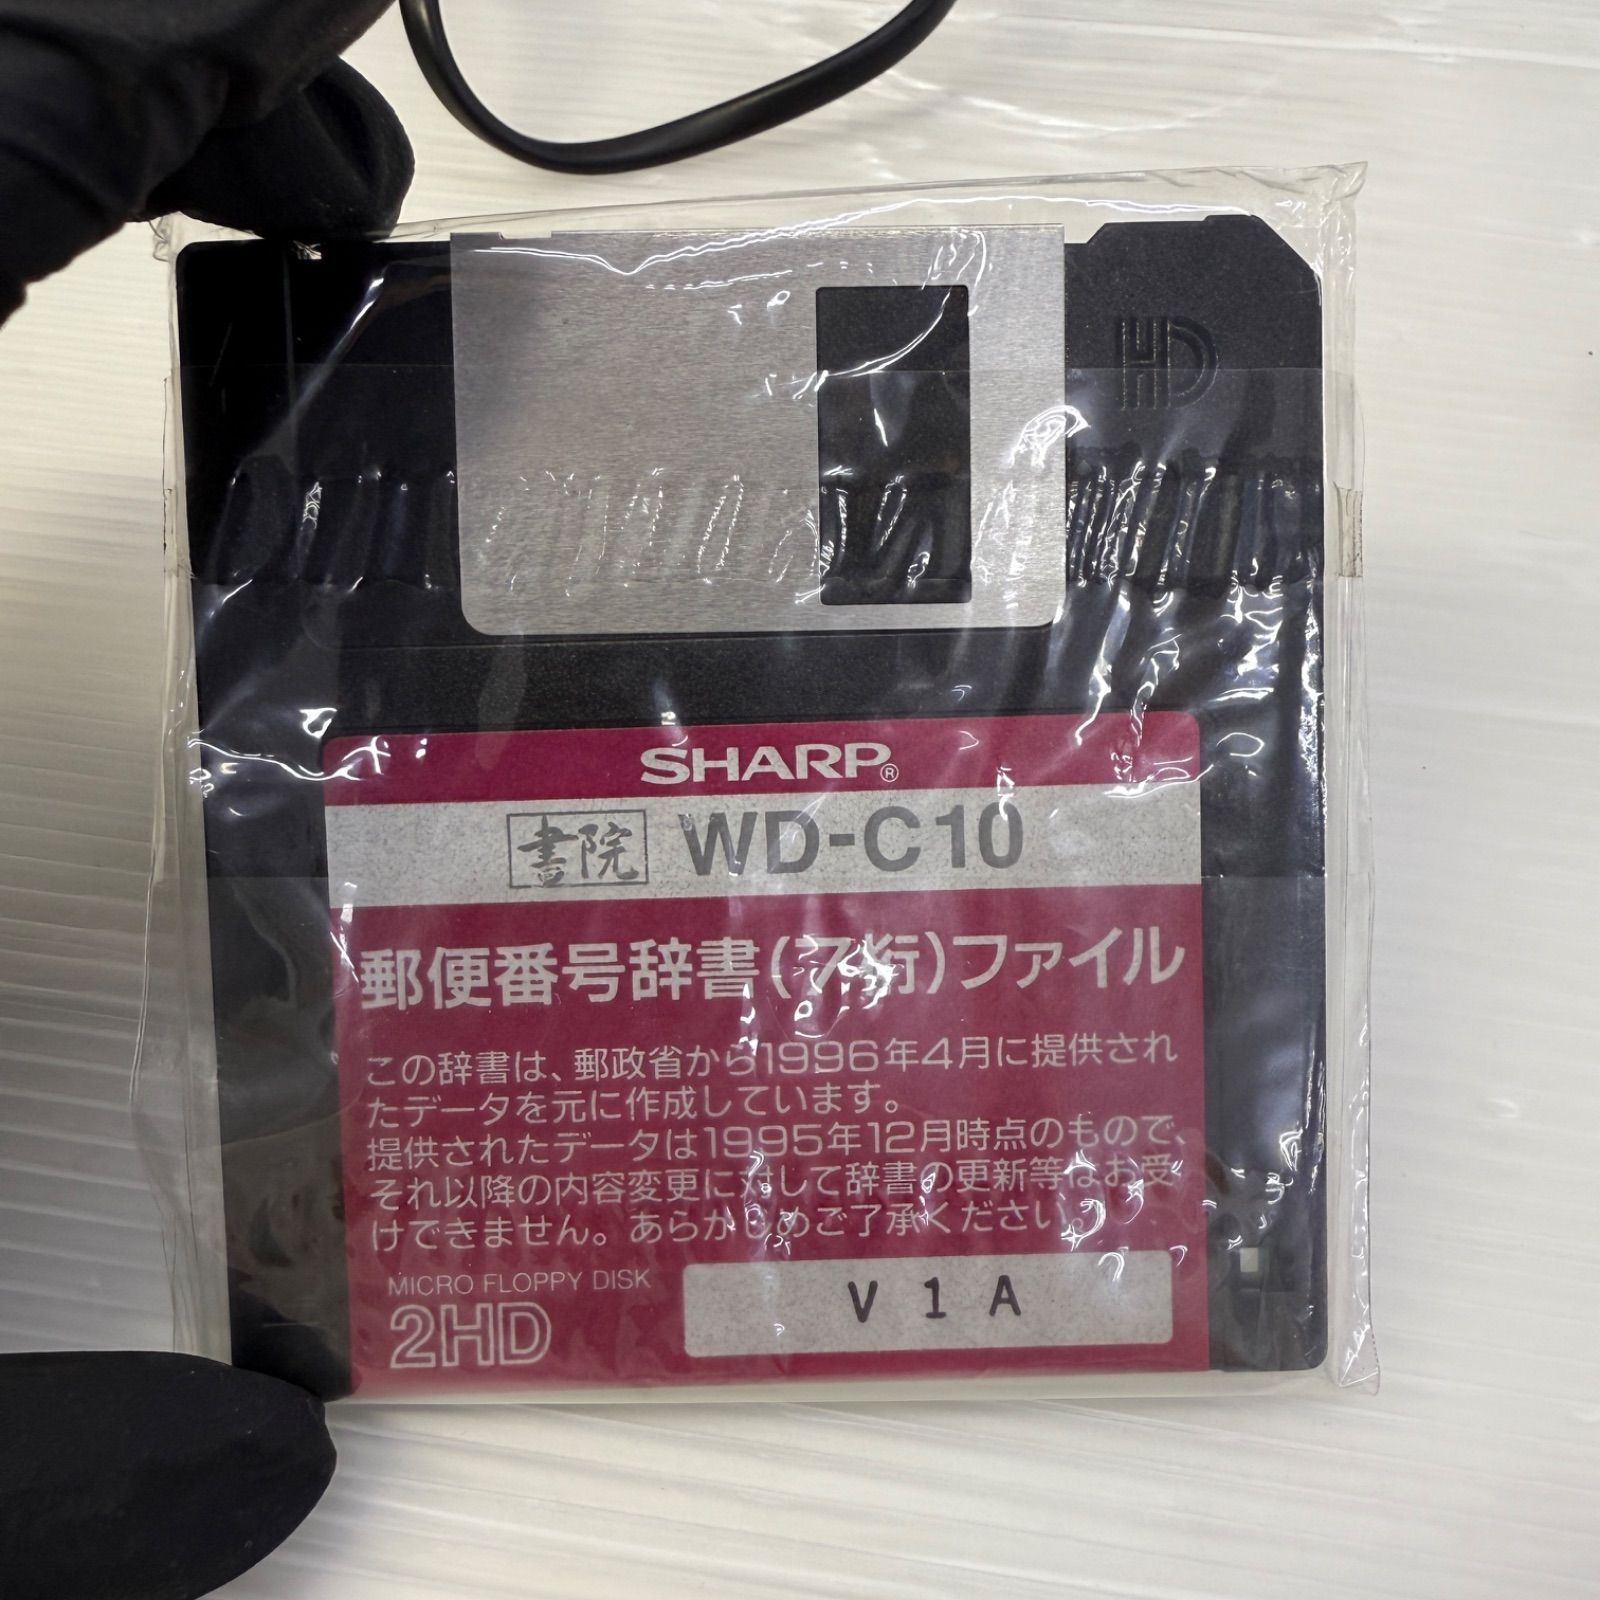 HD
SHARP®
書院 WD-C10
郵便番号辞書(7桁)ファイル
この辞書は、郵政省から1996年4月に提供され
たデータを元に作成しています。
提供されたデータは1995年12月時点のもので、
それ以降の内容変更に対して辞書の更新等はお受
けできません。あらかじめご了承ください。
MICRO FLOPPY DISK
2HD
V 1 A